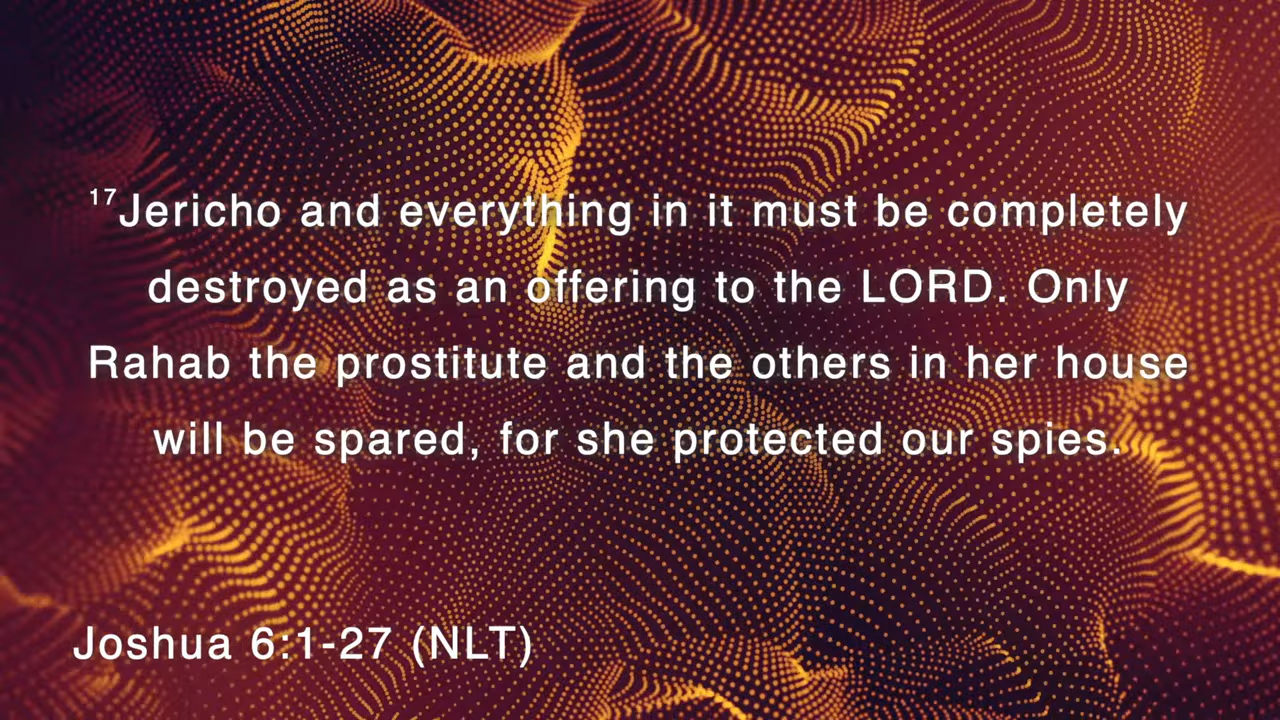 17Jericho and everything in it must be completely
destroyed as an offering to the LORD. Only
Rahab the prostitute and the others in her house
will be spared, for she protected our spies.
Joshua 6:1-27 (NLT)